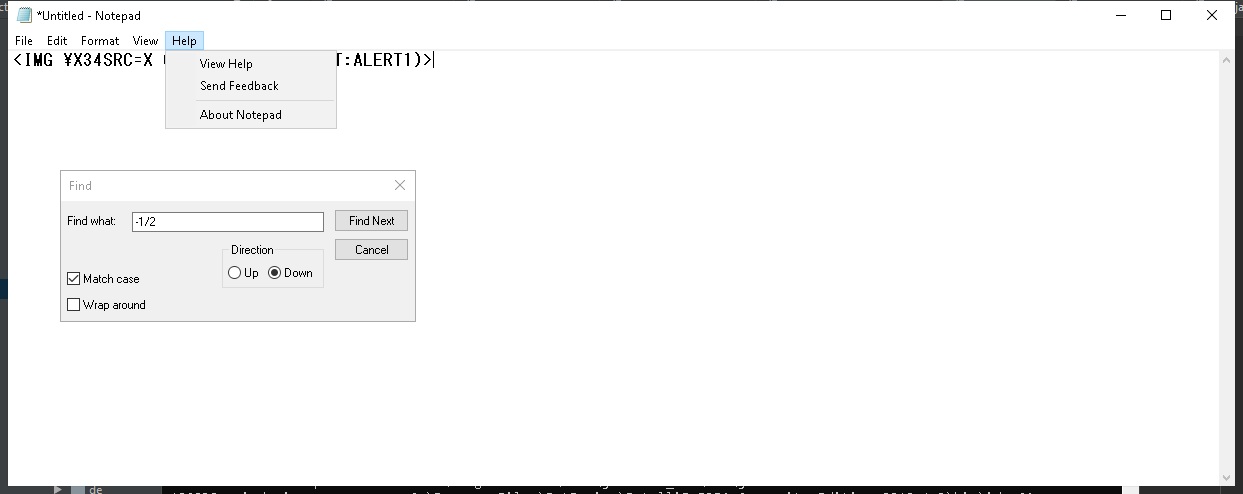 *Untitled - Notepad
File Edit Format View Help
<IMG ¥X34SRC=X T:ALERT1)>
View Help
Send Feedback
About Notepad
Find
Find what: -1/2 Find Next
Direction Cancel
Up Down
Match case
Wrap around
de